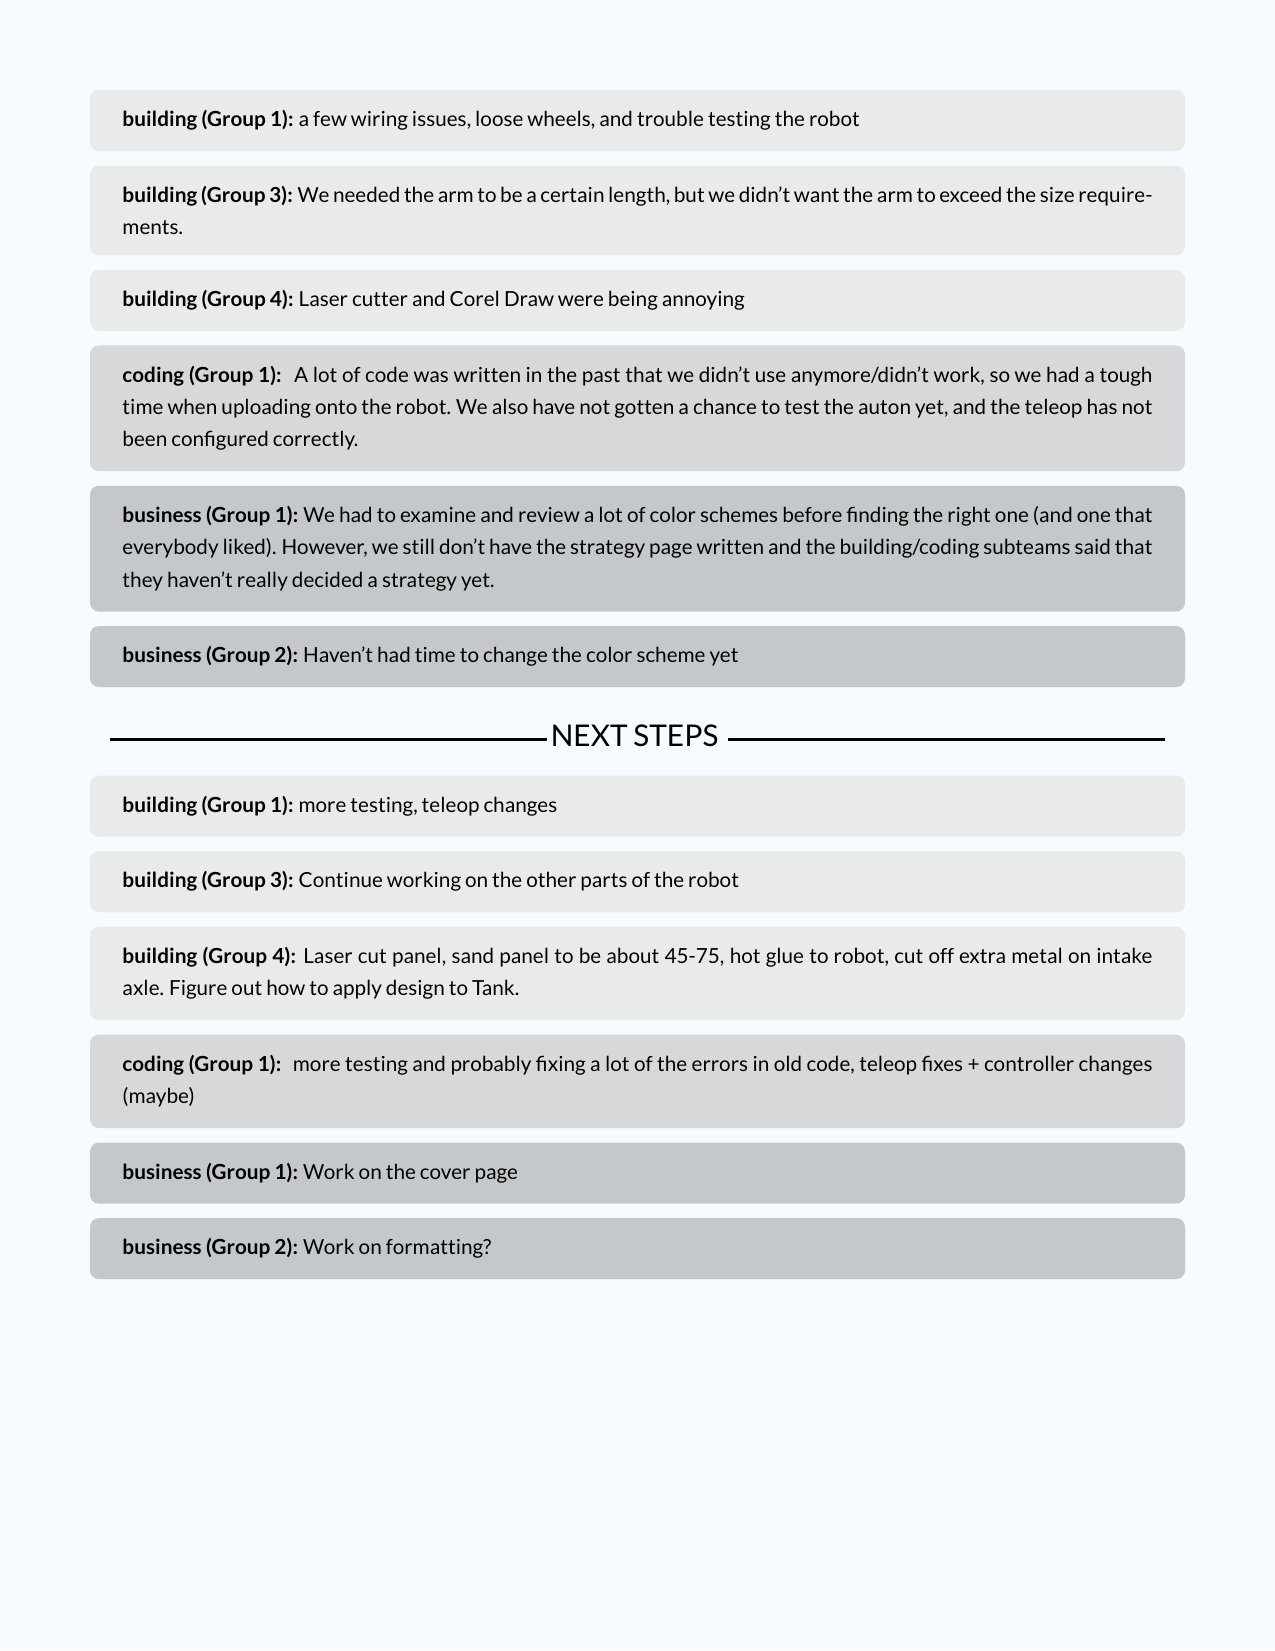 building (Group 1): a few wiring issues, loose wheels, and trouble testing the robot
building (Group 3): We needed the arm to be a certain length, but we didn’t want the arm to exceed the size require-
ments.
building (Group 4): Laser cutter and Corel Draw were being annoying
coding (Group 1): A lot of code was written in the past that we didn’t use anymore/didn’t work, so we had a tough
time when uploading onto the robot. We also have not gotten a chance to test the auton yet, and the teleop has not
been configured correctly.
business (Group 1): We had to examine and review a lot of color schemes before finding the right one (and one that
everybody liked). However, we still don’t have the strategy page written and the building/coding subteams said that
they haven’t really decided a strategy yet.
business (Group 2): Haven’t had time to change the color scheme yet
NEXT STEPS
building (Group 1): more testing, teleop changes
building (Group 3): Continue working on the other parts of the robot
building (Group 4): Laser cut panel, sand panel to be about 45-75, hot glue to robot, cut off extra metal on intake
axle. Figure out how to apply design to Tank.
coding (Group 1): more testing and probably fixing a lot of the errors in old code, teleop fixes + controller changes
(maybe)
business (Group 1): Work on the cover page
business (Group 2): Work on formatting?